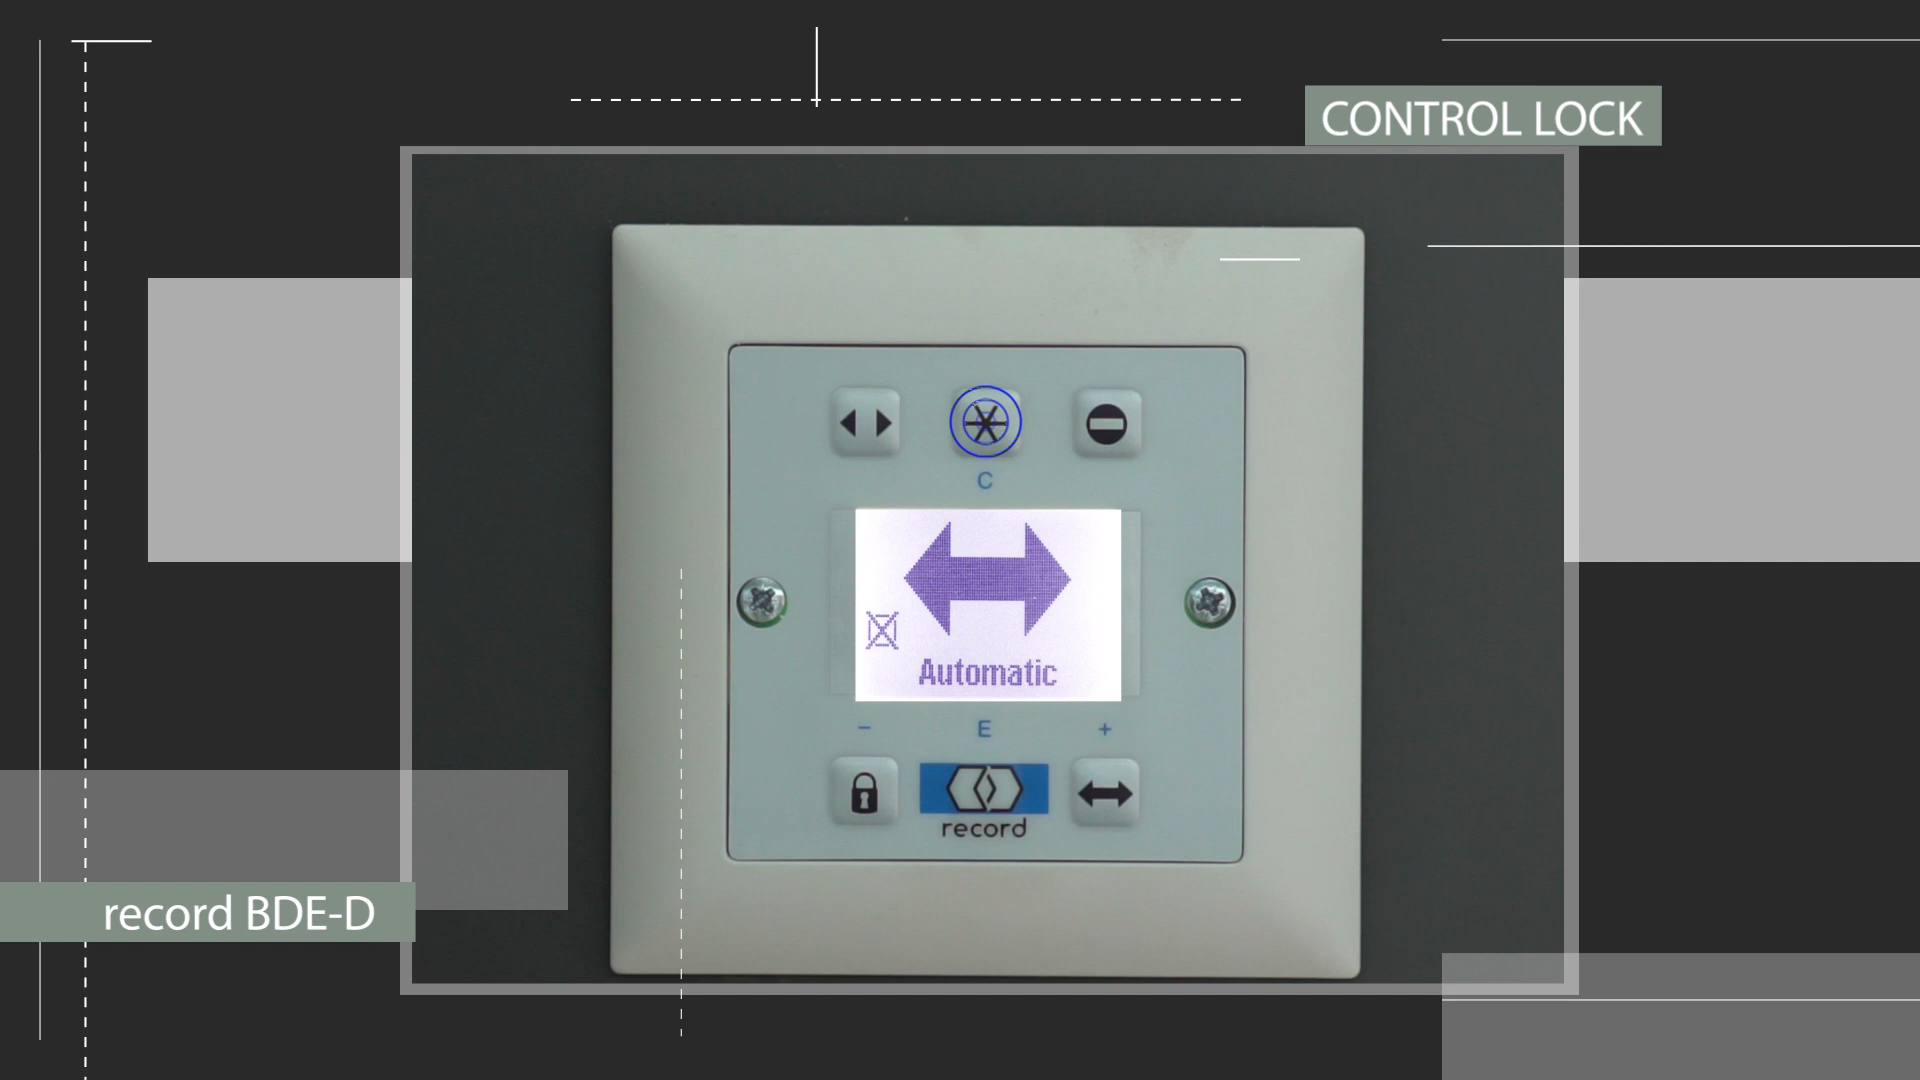 CONTROL LOCK
C
Automatic
- E +
record
record BDE-D